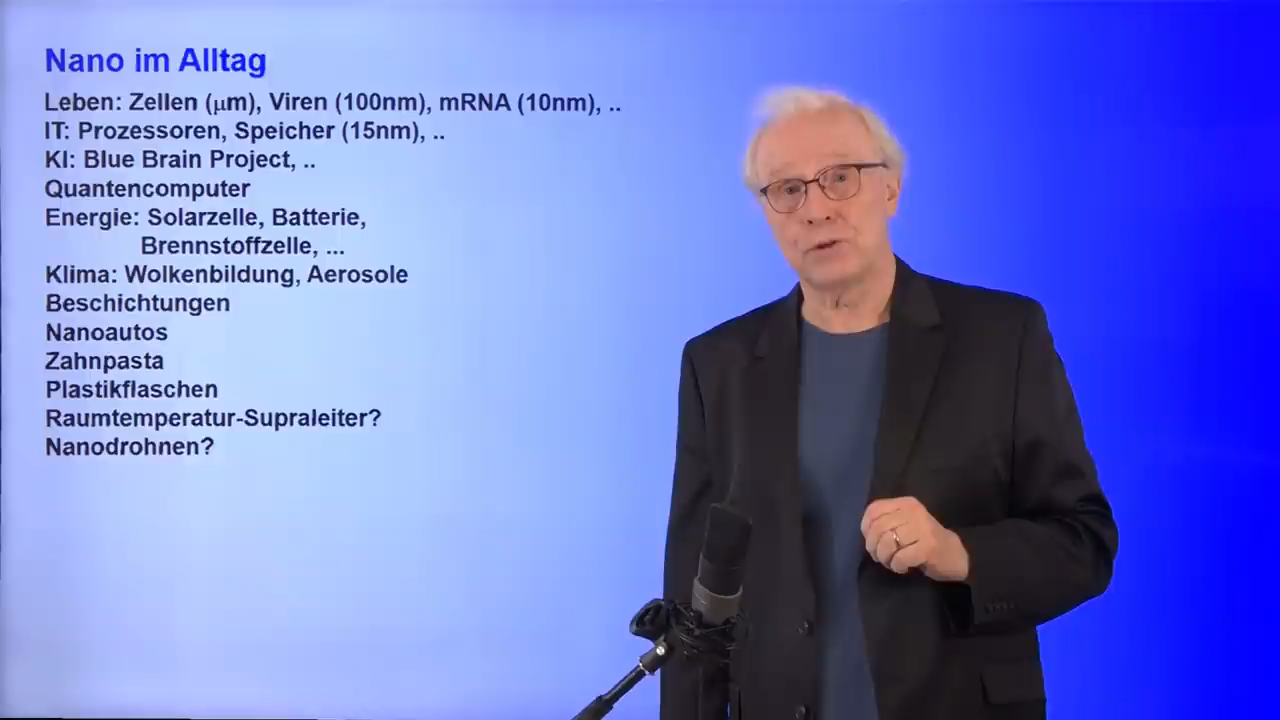 Nano im Alltag
Leben: Zellen (μm), Viren (100nm), mRNA (10nm), ..
IT: Prozessoren, Speicher (15nm), ..
KI: Blue Brain Project, ..
Quantencomputer
Energie: Solarzelle, Batterie,
Brennstoffzelle, ...
Klima: Wolkenbildung, Aerosole
Beschichtungen
Nanoautos
Zahnpasta
Plastikflaschen
Raumtemperatur-Supraleiter?
Nanodrohnen?